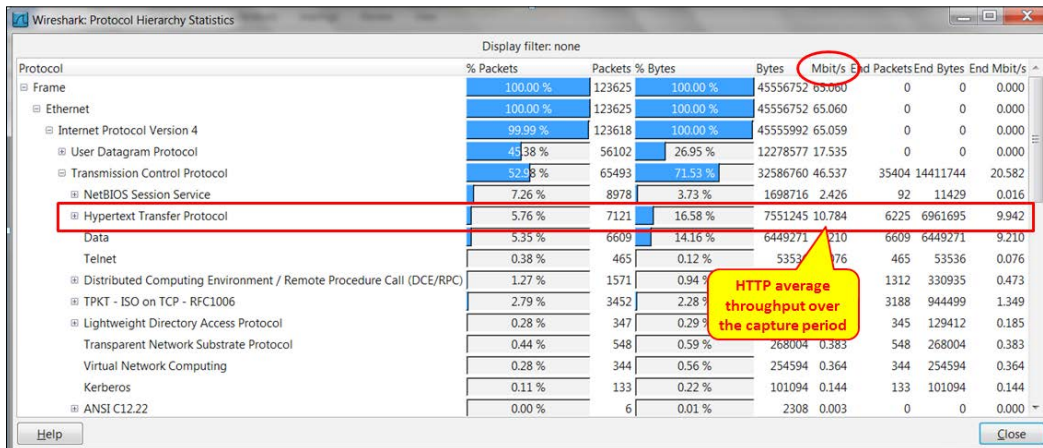 Wireshark: Protocol Hierarchy Statistics
Display filter: none
Protocol % Packets Packets % Bytes Bytes Mbit/s End Packets End Bytes End Mbit/s
Frame 100.00 % 123625 100.00 % 45556752 65.060 0 0 0.000
Ethernet 100.00 % 123625 100.00 % 45556752 65.060 0 0 0.000
Internet Protocol Version 4 99.99 % 123618 100.00 % 45555992 65.059 0 0 0.000
User Datagram Protocol 45.38 % 56102 26.95 % 12278577 17.535 0 0 0.000
Transmission Control Protocol 52.98 % 65493 71.53 % 32586760 46.537 35404 14411744 20.582
NetBIOS Session Service 7.26 % 8978 3.73 % 1698716 2.426 92 11429 0.016
Hypertext Transfer Protocol 5.76 % 7121 16.58 % 7551245 10.784 6225 6961695 9.942
Data 5.35 % 6609 14.16 % 6449271 210 6609 6449271 9.210
Telnet 0.38 % 465 0.12 % 5353 076 465 53536 0.076
Distributed Computing Environment / Remote Procedure Call (DCE/RPC) 1.27 % 1571 0.94 % 1312 330935 0.473
TPKT - ISO on TCP - RFC1006 2.79 % 3452 2.28 % 3188 944499 1.349
Lightweight Directory Access Protocol 0.28 % 347 0.29 % 345 129412 0.185
Transparent Network Substrate Protocol 0.44 % 548 0.59 % 268004 0.383 548 268004 0.383
Virtual Network Computing 0.28 % 344 0.56 % 254594 0.364 344 254594 0.364
Kerberos 0.11 % 133 0.22 % 101094 0.144 133 101094 0.144
ANSI C12.22 0.00 % 6 0.01 % 2308 0.003 0 0 0.000
HTTP average
throughput over
the capture period
Help Close